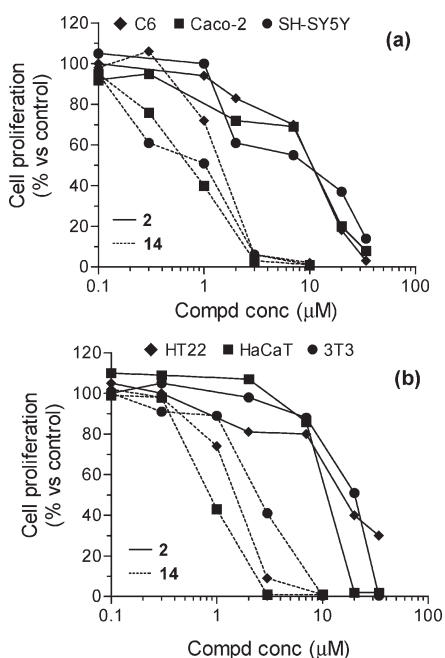 C6 Caco-2 SH-SY5Y
(a)
120
100
80
60
40
20
0
Cell proliferation
(% vs control)
2
14
0.1 1 10 100
Compd conc (µM)
HT22 HaCaT 3T3
(b)
120
100
80
60
40
20
0
Cell proliferation
(% vs control)
2
14
0.1 1 10 100
Compd conc (µM)